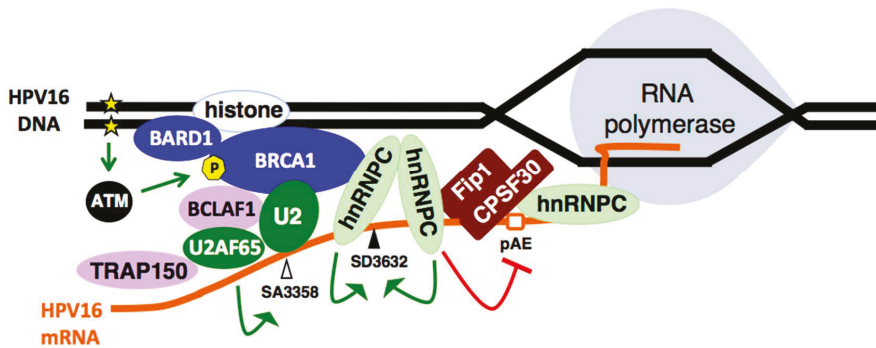 HPV16
DNA
histone
RNA
polymerase
BARD1
P
BRCA1
ATM
BCLAF1
U2
U2AF65
TRAP150
hnRNPC
hnRNPC
Fip1
CPSF30
hnRNPC
pAE
SD3632
SA3358
HPV16
mRNA